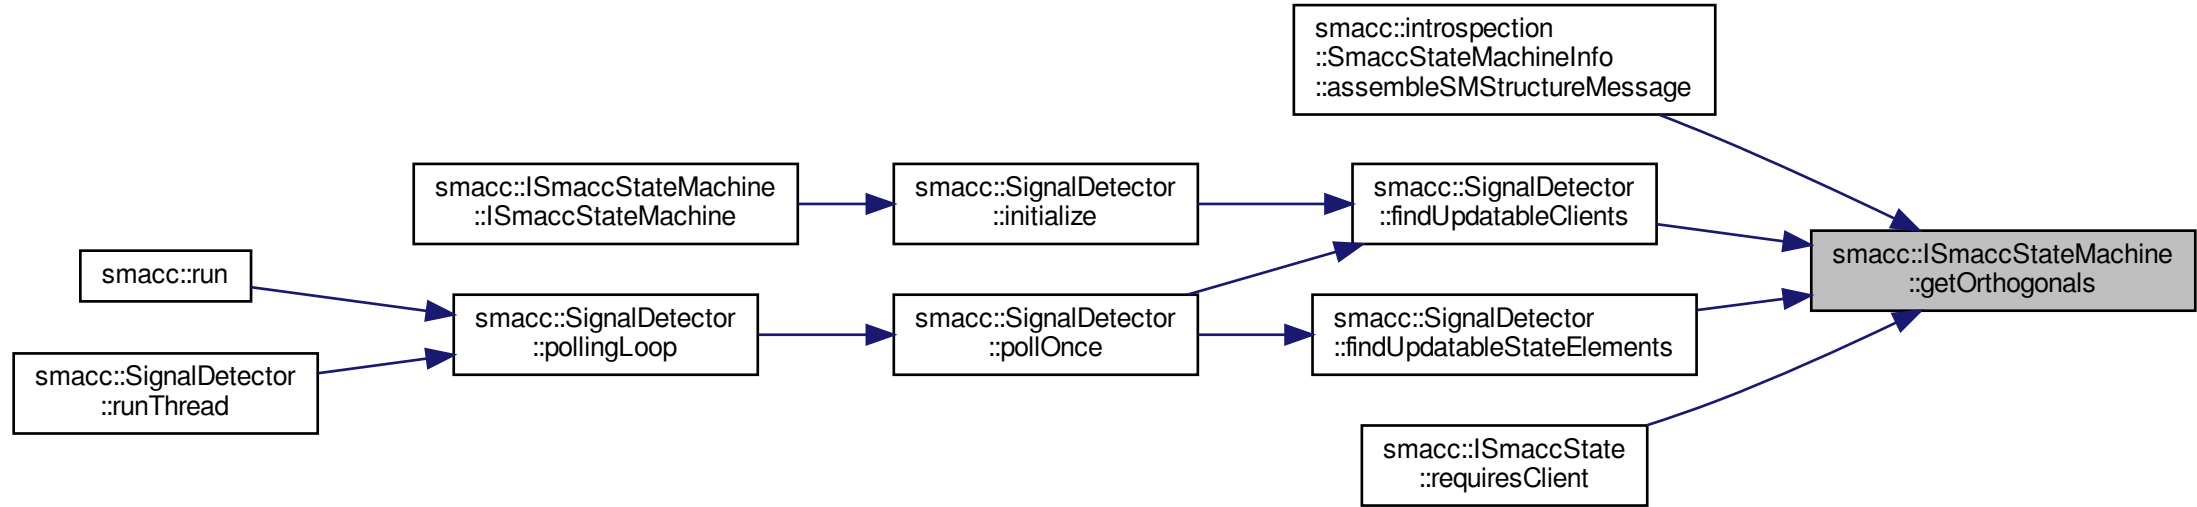 smacc::introspection
::SmaccStateMachineInfo
::assembleSMStructureMessage
smacc::ISmaccStateMachine
::ISmaccStateMachine
smacc::SignalDetector
::initialize
smacc::SignalDetector
::findUpdatableClients
smacc::ISmaccStateMachine
::getOrthogonals
smacc::run
smacc::SignalDetector
::pollingLoop
smacc::SignalDetector
::pollOnce
smacc::SignalDetector
::findUpdatableStateElements
smacc::SignalDetector
::runThread
smacc::ISmaccState
::requiresClient